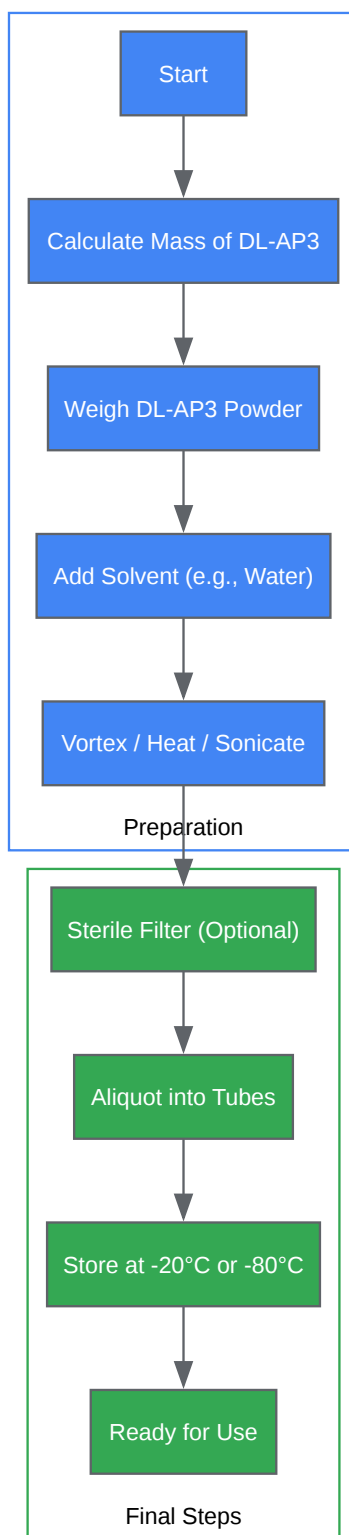 Start
Calculate Mass of DL-AP3
Weigh DL-AP3 Powder
Add Solvent (e.g., Water)
Vortex / Heat / Sonicate
Preparation
Sterile Filter (Optional)
Aliquot into Tubes
Store at -20°C or -80°C
Ready for Use
Final Steps